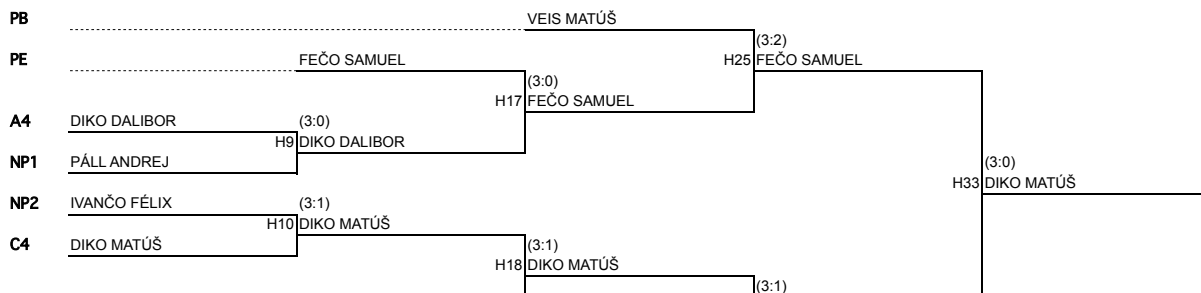 PB VEIS MATÚŠ
(3:2)
PE FEČO SAMUEL H25 FEČO SAMUEL
(3:0)
H17 FEČO SAMUEL
A4 DIKO DALIBOR (3:0)
H9 DIKO DALIBOR
NP1 PÁLL ANDREJ (3:0)
H33 DIKO MATÚŠ
NP2 IVANČO FÉLIX (3:1)
H10 DIKO MATÚŠ
C4 DIKO MATÚŠ (3:1)
H18 DIKO MATÚŠ
(3:1)